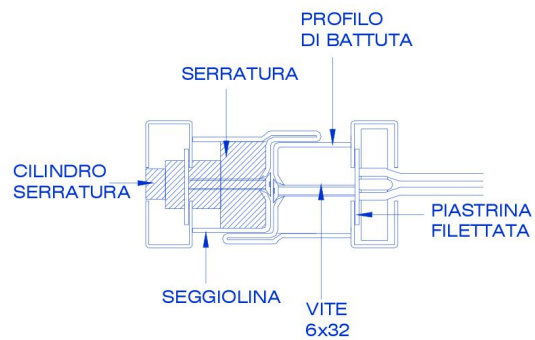 PROFILO
DI BATTUTA
SERRATURA
CILINDRO
SERRATURA
PIASTRINA
FILETTATA
SEGGIOLINA
VITE
6x32